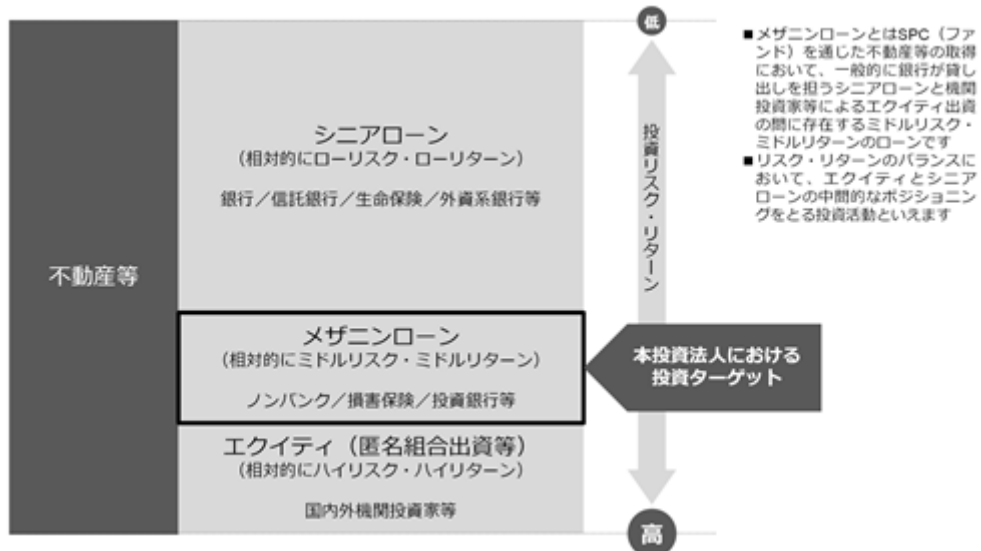 不動産等
シニアローン
(相対的にローリスク・ローリターン)
銀行／信託銀行／生命保険／外資系銀行等
メザニンローン
(相対的にミドルリスク・ミドルリターン)
ノンバンク／損害保険／投資銀行等
エクイティ（匿名組合出資等）
(相対的にハイリスク・ハイリターン)
国内外機関投資家等
低
投資リスク・リターン
高
本投資法人における
投資ターゲット
■メザニンローンとはSPC（ファ
ンド）を通じた不動産等の取得
において、一般的に銀行が貸し
出しを担うシニアローンと機関
投資家等によるエクイティ出資
の間に存在するミドルリスク・
ミドルリターンのローンです
■リスク・リターンのバランスに
おいて、エクイティとシニア
ローンの中間的なポジショニン
グをとる投資活動といえます